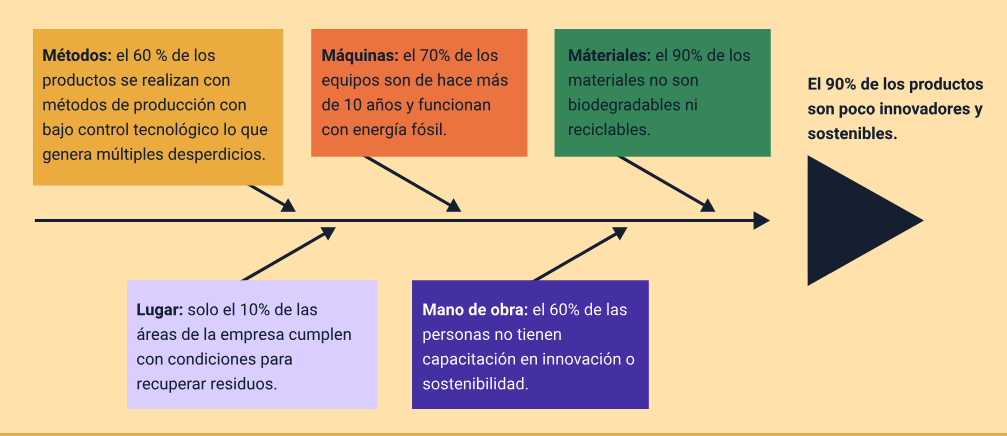 Métodos: el 60 % de los
productos se realizan con
métodos de producción con
bajo control tecnológico lo que
genera múltiples desperdicios.
Máquinas: el 70% de los
equipos son de hace más
de 10 años y funcionan
con energía fósil.
Máteriales: el 90% de los
materiales no son
biodegradables ni
reciclables.
El 90% de los productos
son poco innovadores y
sostenibles.
Lugar: solo el 10% de las
áreas de la empresa cumplen
con condiciones para
recuperar residuos.
Mano de obra: el 60% de las
personas no tienen
capacitación en innovación o
sostenibilidad.